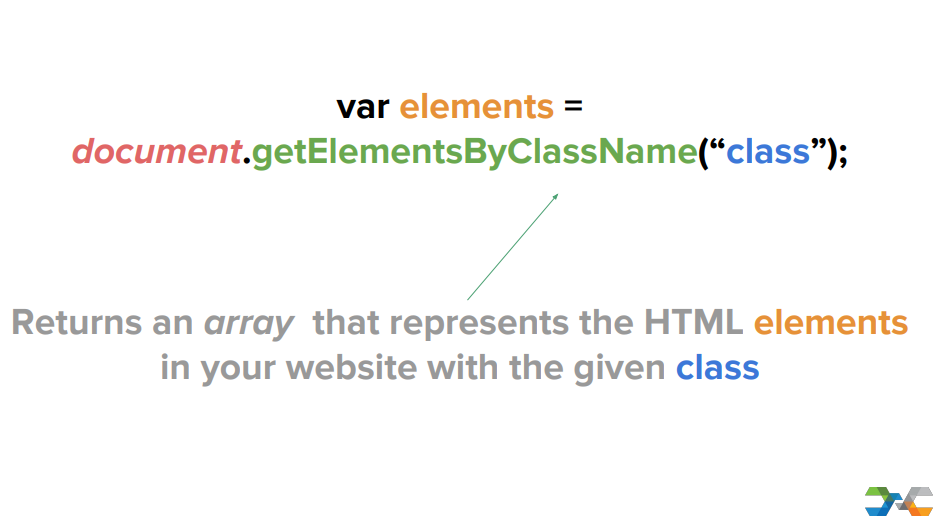 var elements =
document.getElementsByClassName(“class”);
Returns an array that represents the HTML elements
in your website with the given class